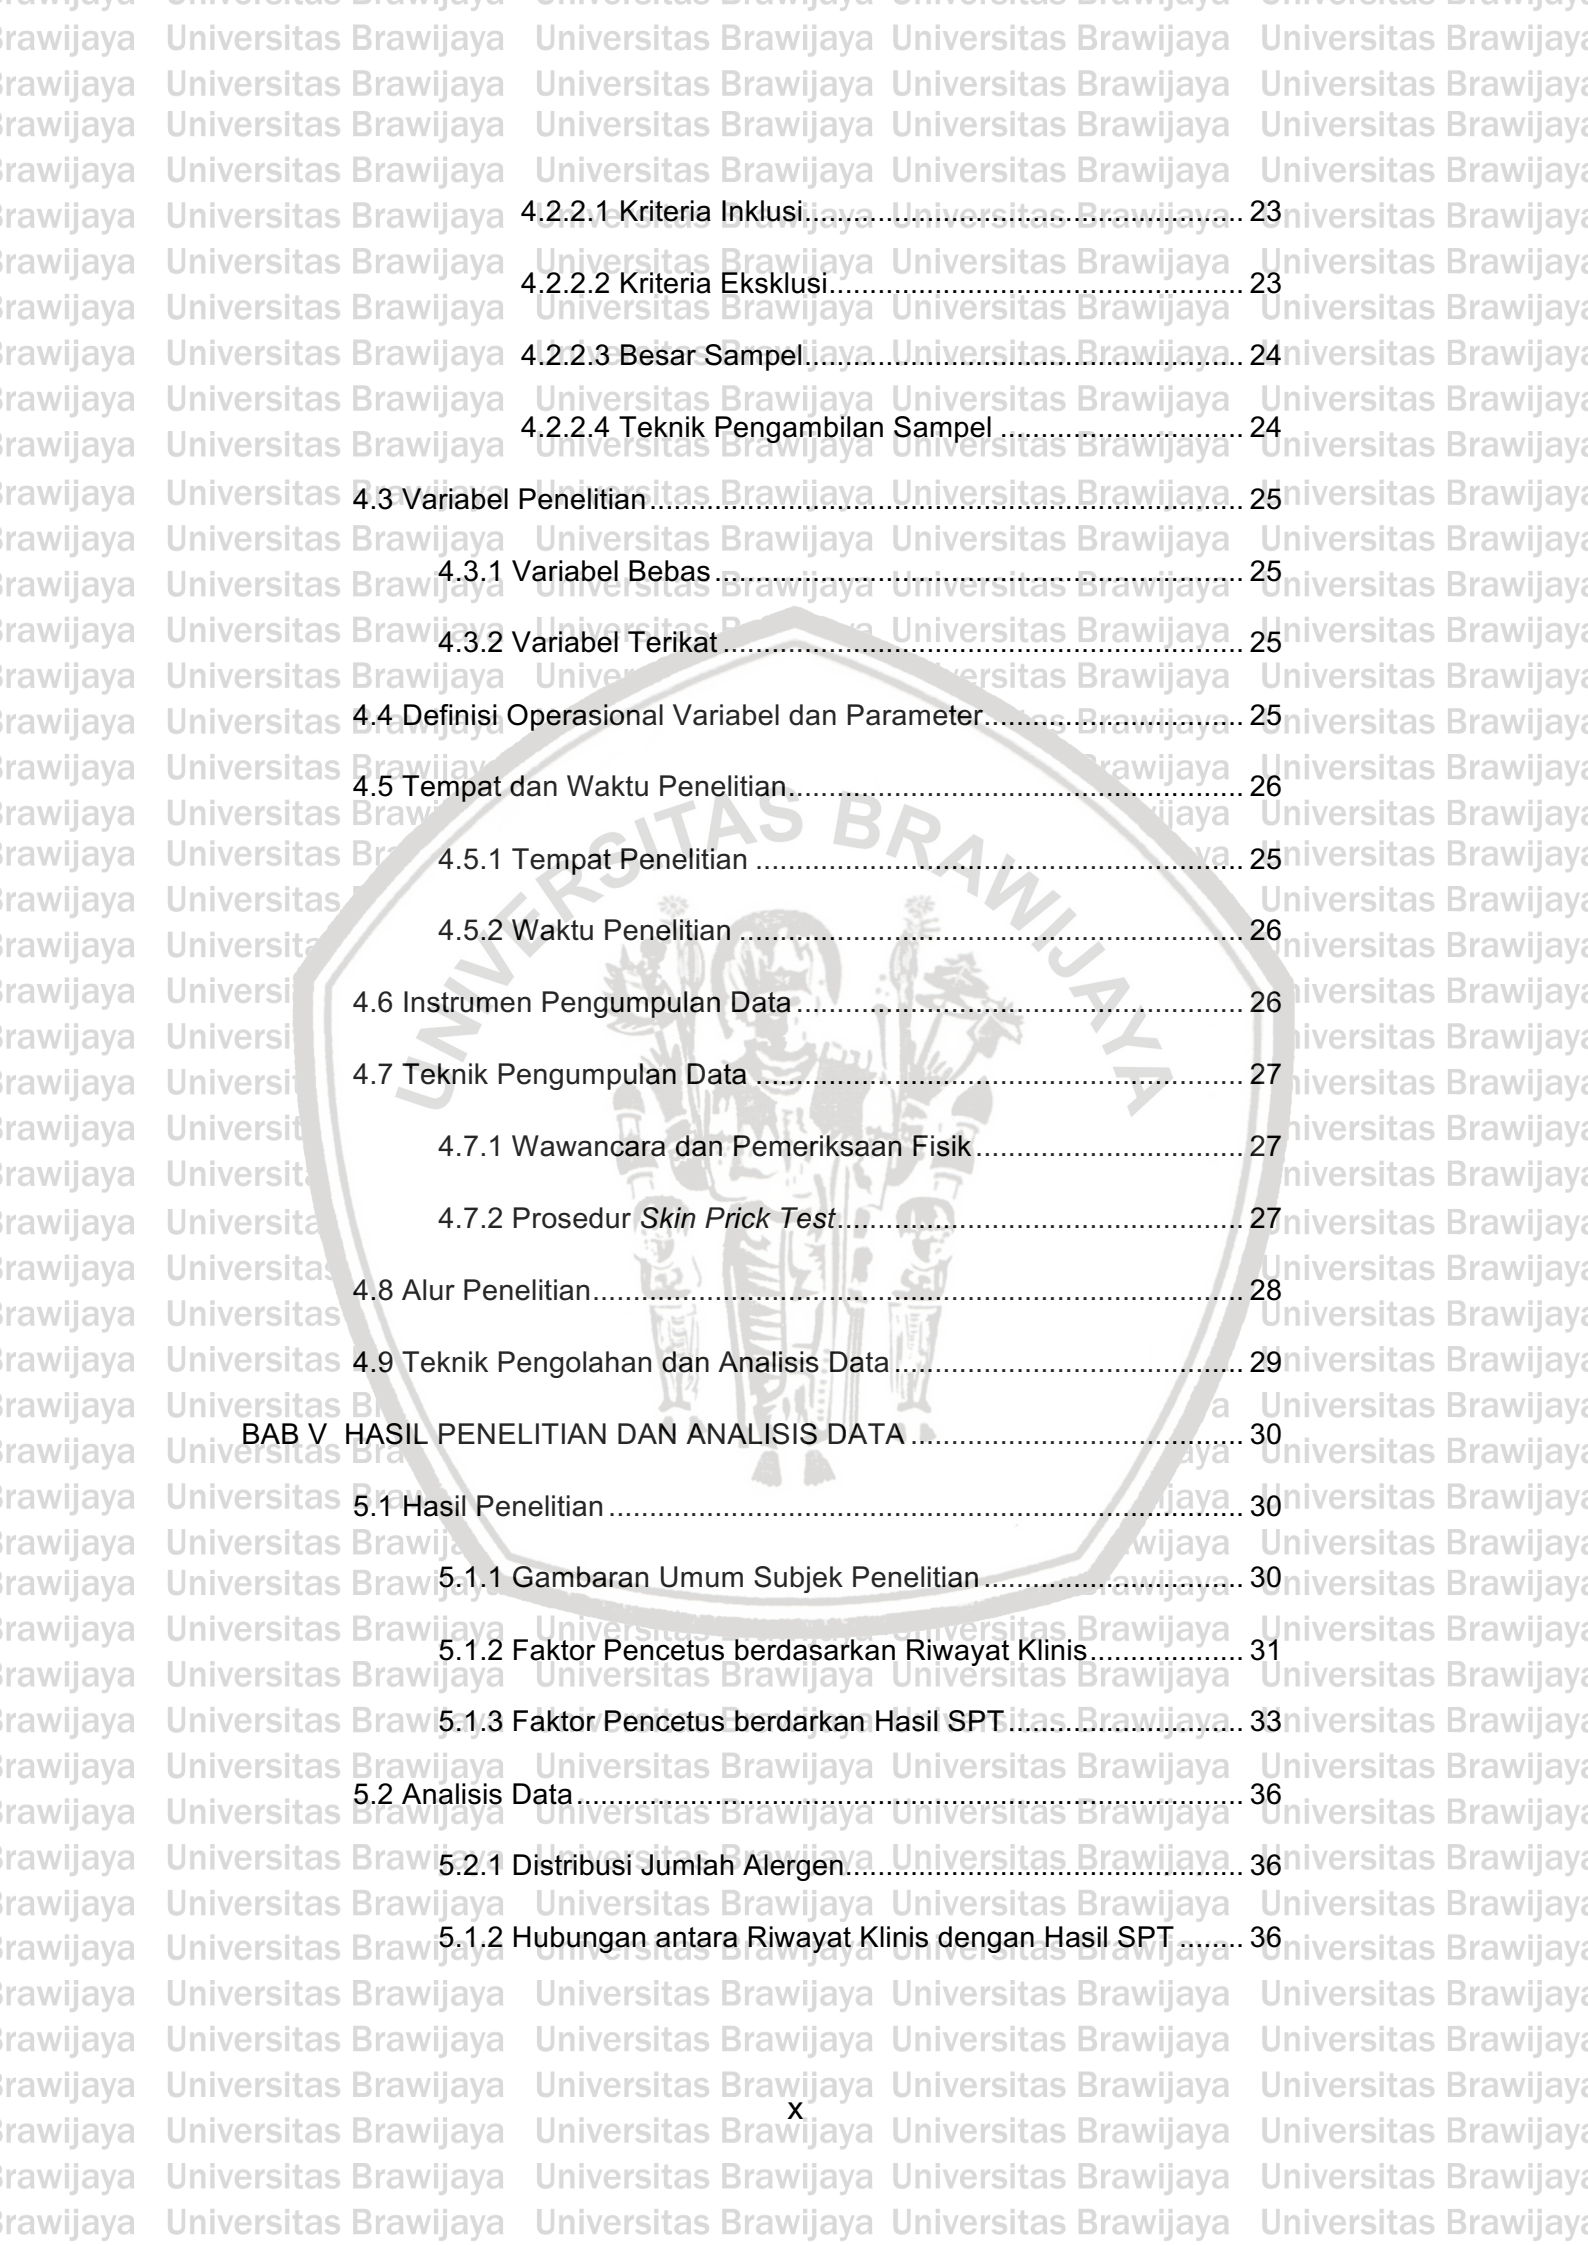 4.2.2.1 Kriteria Inklusi...................................................... 23
4.2.2.2 Kriteria Eksklusi.................................................. 23
4.2.2.3 Besar Sampel...................................................... 24
4.2.2.4 Teknik Pengambilan Sampel .............................. 24
4.3 Variabel Penelitian......................................................................... 25
4.3.1 Variabel Bebas ................................................................. 25
4.3.2 Variabel Terikat ................................................................ 25
4.4 Definisi Operasional Variabel dan Parameter................................ 25
4.5 Tempat dan Waktu Penelitian........................................................ 26
4.5.1 Tempat Penelitian ............................................................ 25
4.5.2 Waktu Penelitian .............................................................. 26
4.6 Instrumen Pengumpulan Data ....................................................... 26
4.7 Teknik Pengumpulan Data ............................................................ 27
4.7.1 Wawancara dan Pemeriksaan Fisik................................. 27
4.7.2 Prosedur Skin Prick Test.................................................. 27
4.8 Alur Penelitian................................................................................ 28
4.9 Teknik Pengolahan dan Analisis Data ........................................... 29
BAB V HASIL PENELITIAN DAN ANALISIS DATA ......................................... 30
5.1 Hasil Penelitian .............................................................................. 30
5.1.1 Gambaran Umum Subjek Penelitian ................................ 30
5.1.2 Faktor Pencetus berdasarkan Riwayat Klinis................... 31
5.1.3 Faktor Pencetus berdarkan Hasil SPT ............................. 33
5.2 Analisis Data.................................................................................. 36
5.2.1 Distribusi Jumlah Alergen................................................. 36
5.1.2 Hubungan antara Riwayat Klinis dengan Hasil SPT ........ 36
x
UNIVERSITAS BRAWIJAYA